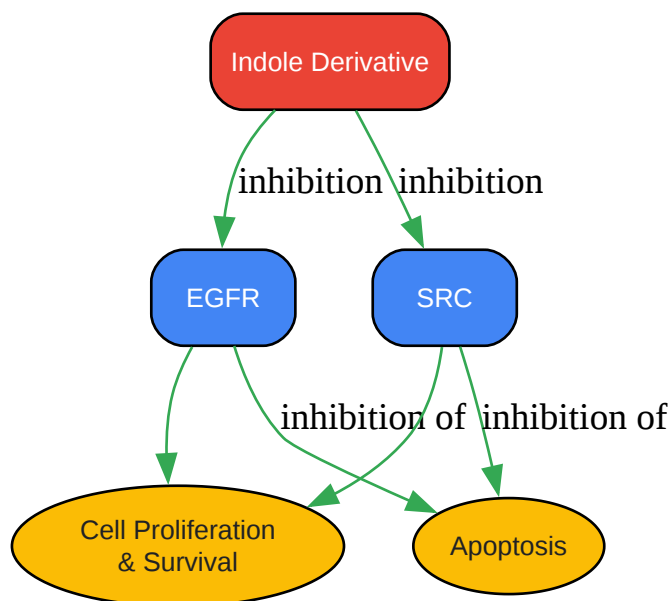 Indole Derivative
inhibition inhibition
EGFR
SRC
inhibition of inhibition of
Cell Proliferation
& Survival
Apoptosis